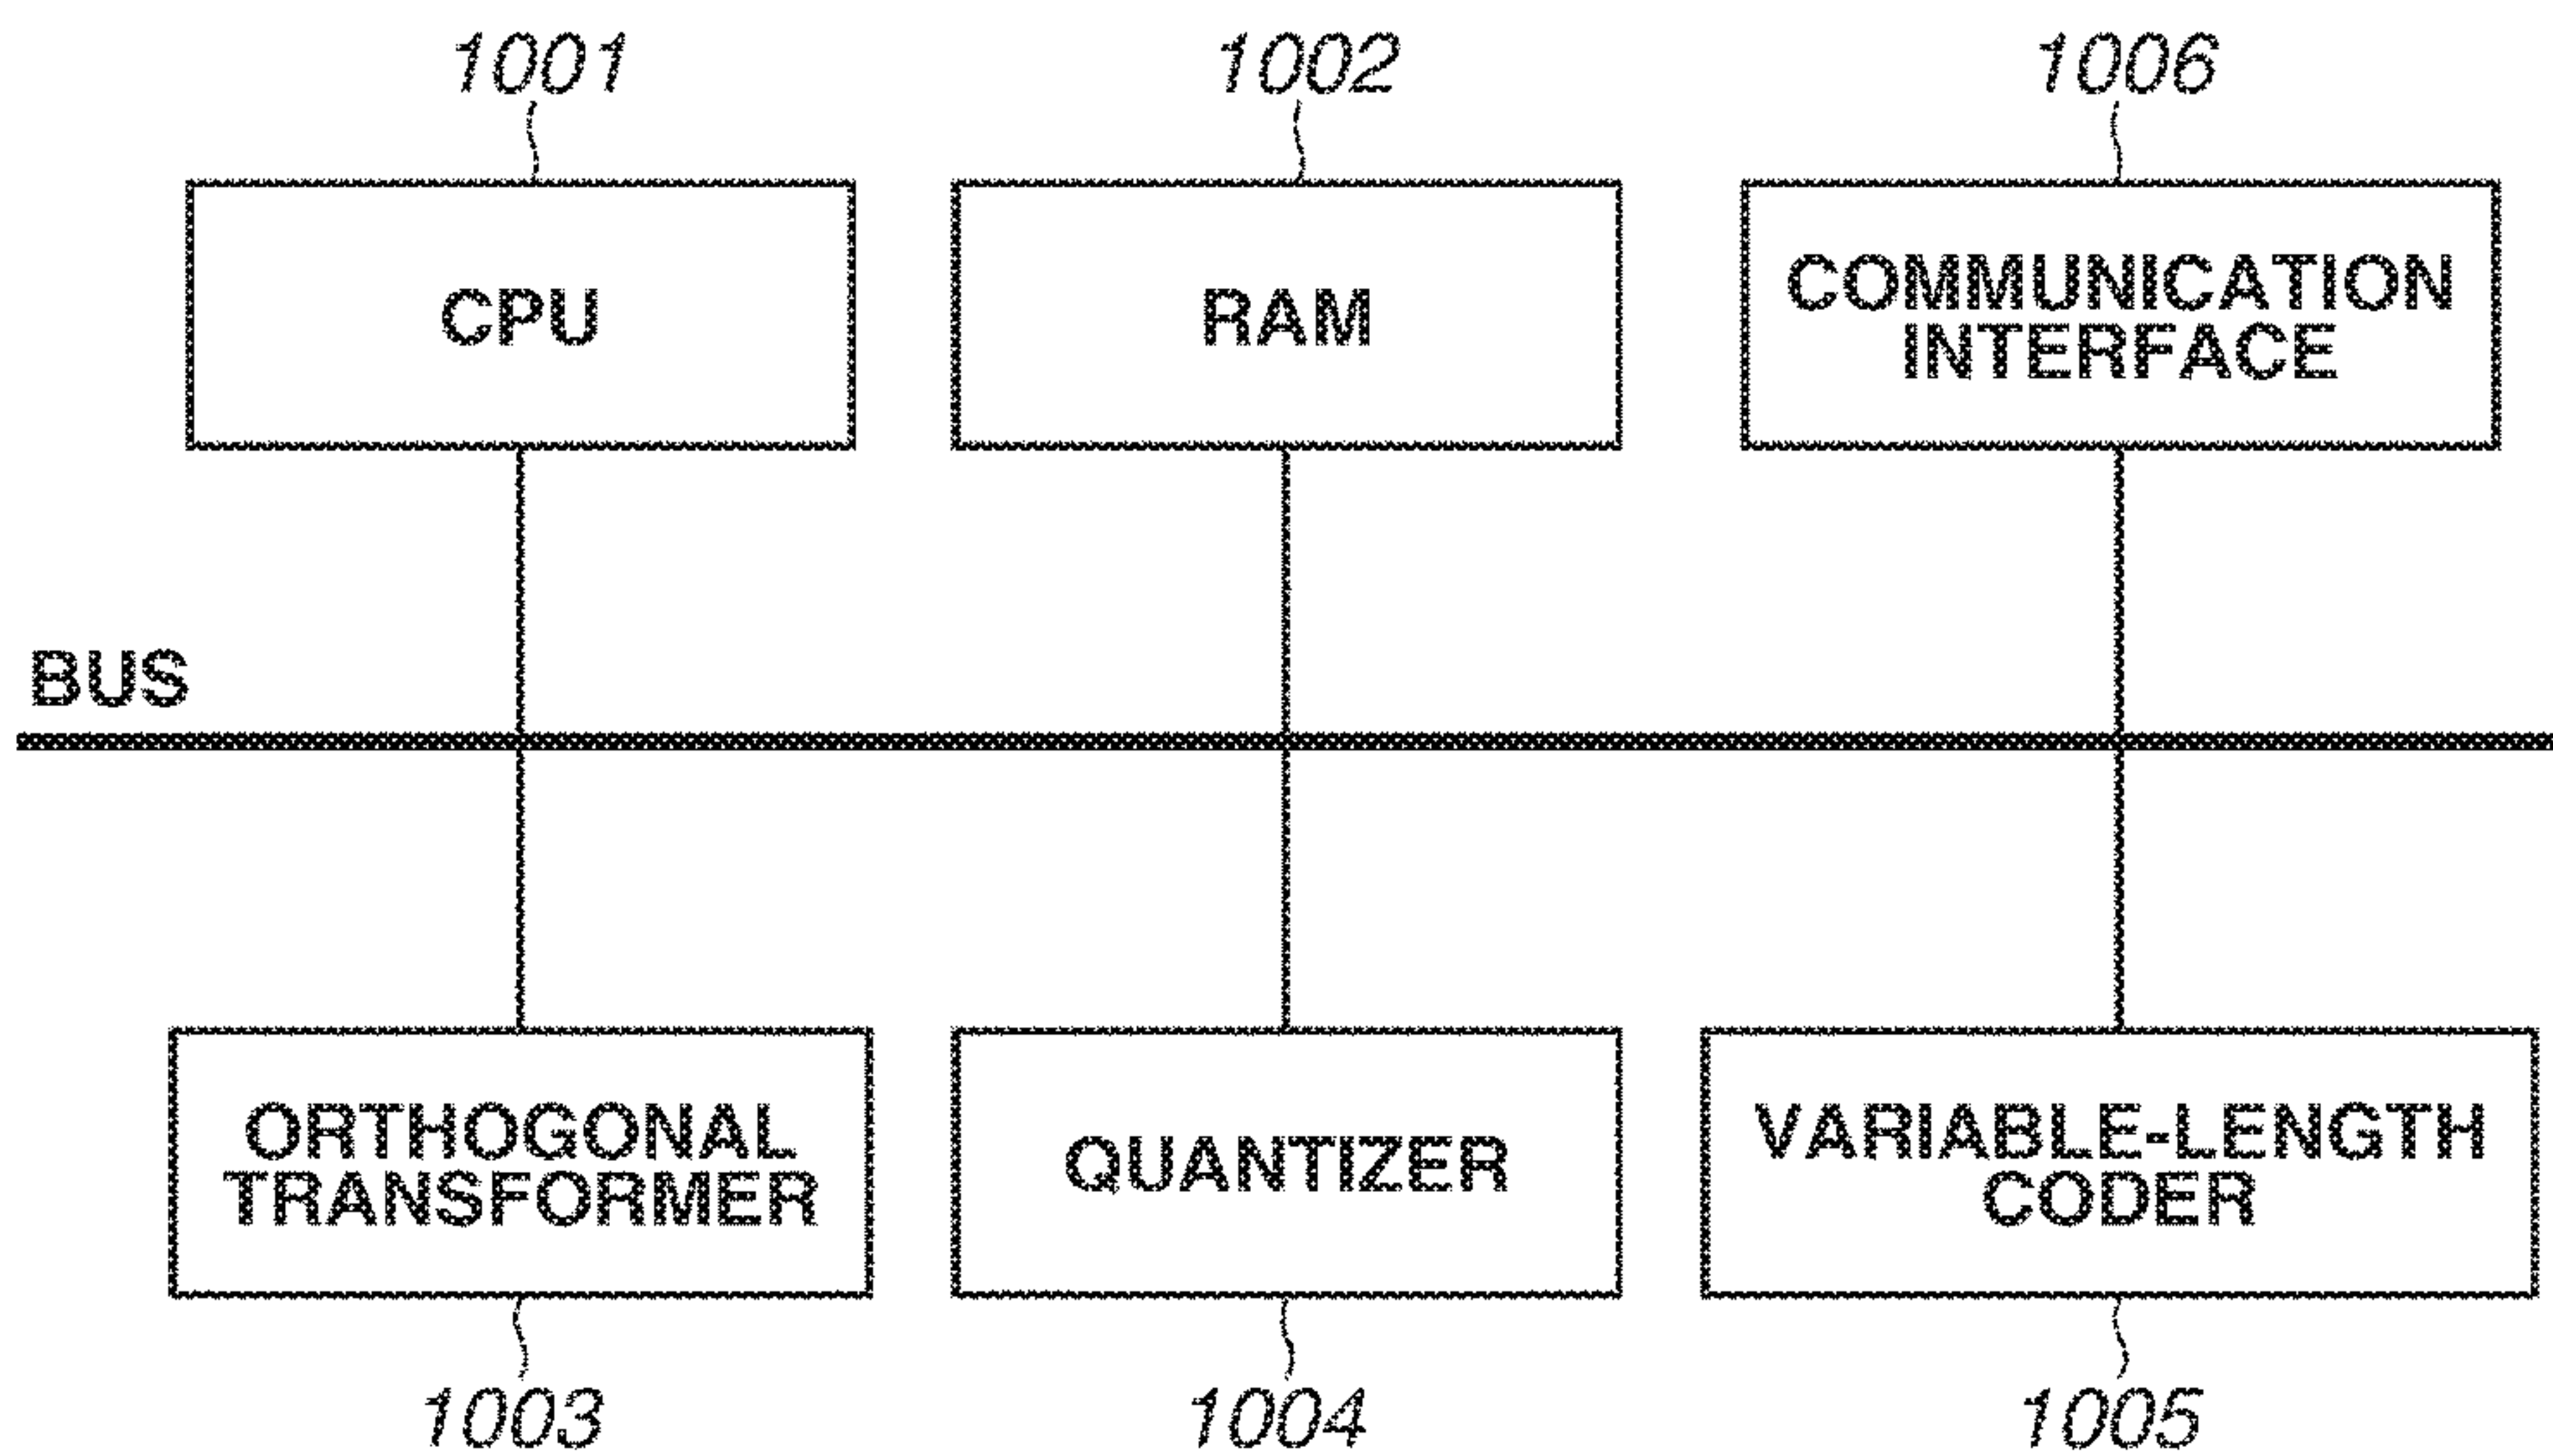 1001
1002
1006
CPU
RAM
COMMUNICATION
INTERFACE
BUS
ORTHOGONAL
TRANSFORMER
QUANTIZER
VARIABLE-LENGTH
CODER
1003
1004
1005